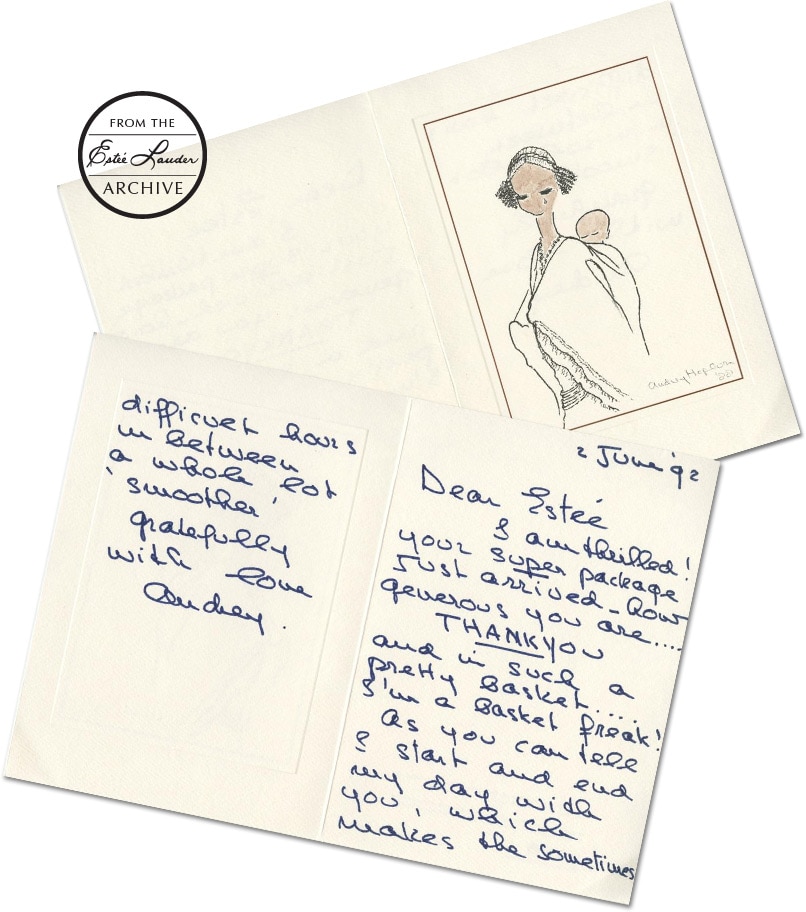 FROM THE
Estée Lauder
ARCHIVE
Audrey Hepburn
'88
2 June '92
Dear Estée
I am thrilled!
your super package
Just arrived - how
generous you are....
THANK YOU
and in such a
pretty basket.....
I'm a basket freak!
As you can tell
I start and end
my day with
you, which
makes the sometimes
difficult hours
in between
a whole lot
'smoother'
gratefully
with love
Audrey.